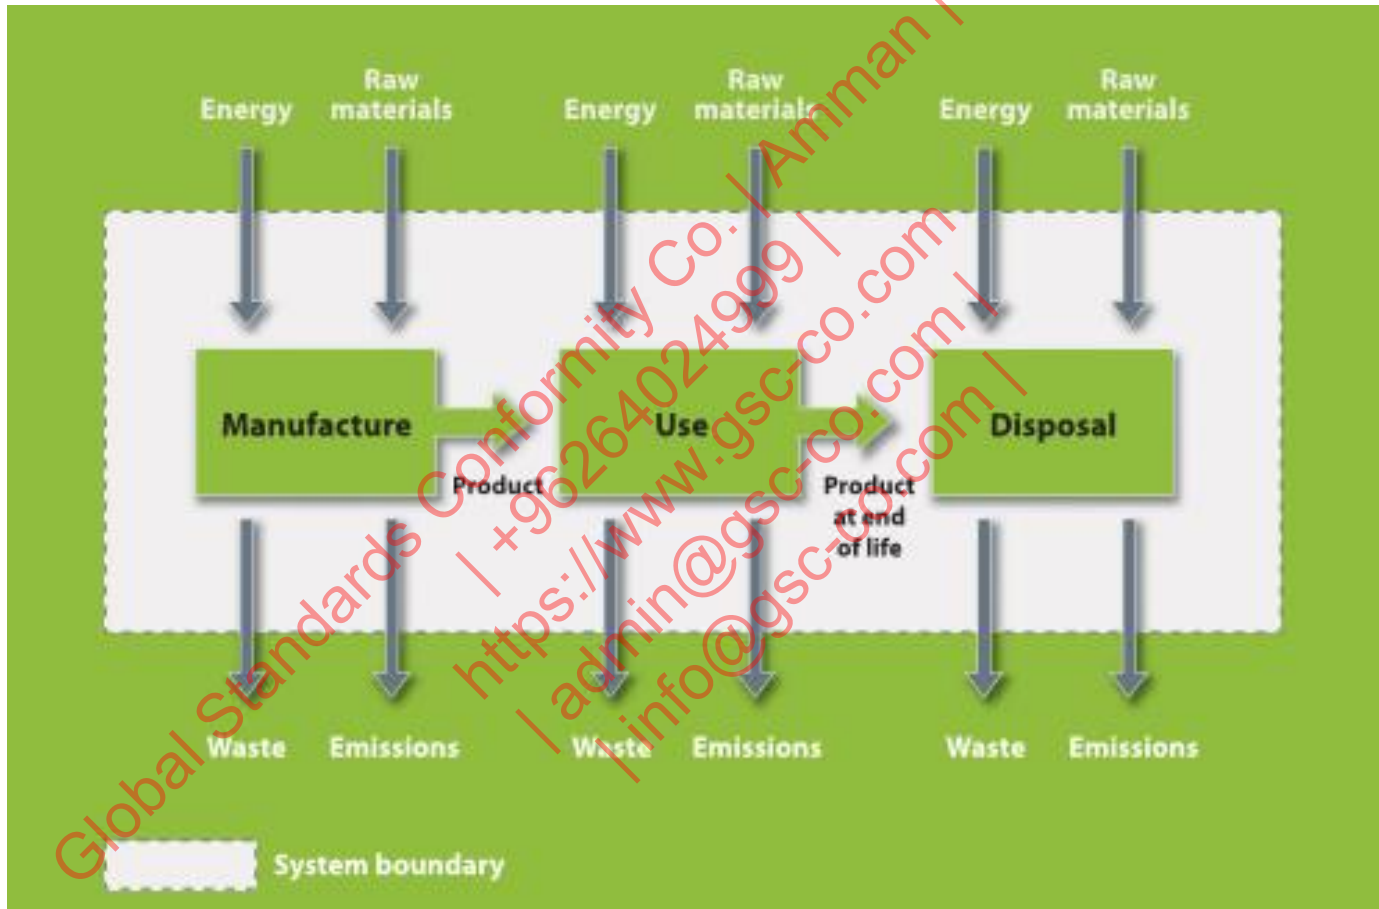 Energy
Raw
materials
Energy
Raw
materials
Energy
Raw
materials
Manufacture
Product
Use
Product
at end
of life
Disposal
Waste
Emissions
Waste
Emissions
Waste
Emissions
System boundary
Global Standards Conformity Co. | Amman |
| +96264024999 |
https://www.gsc-co.com
| admin@gsc-co.com |
| info@gsc-co.com |